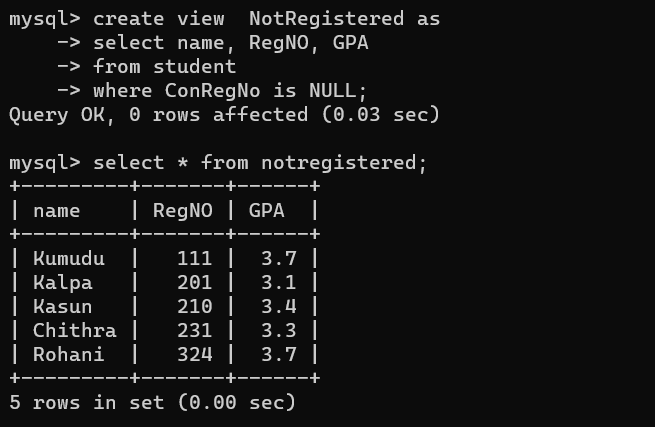 mysql> create view  NotRegistered as
    -> select name, RegNO, GPA
    -> from student
    -> where ConRegNo is NULL;
Query OK, 0 rows affected (0.03 sec)

mysql> select * from notregistered;
+---------+-------+------+
| name    | RegNO | GPA  |
+---------+-------+------+
| Kumudu  |   111 |  3.7 |
| Kalpa   |   201 |  3.1 |
| Kasun   |   210 |  3.4 |
| Chithra |   231 |  3.3 |
| Rohani  |   324 |  3.7 |
+---------+-------+------+
5 rows in set (0.00 sec)